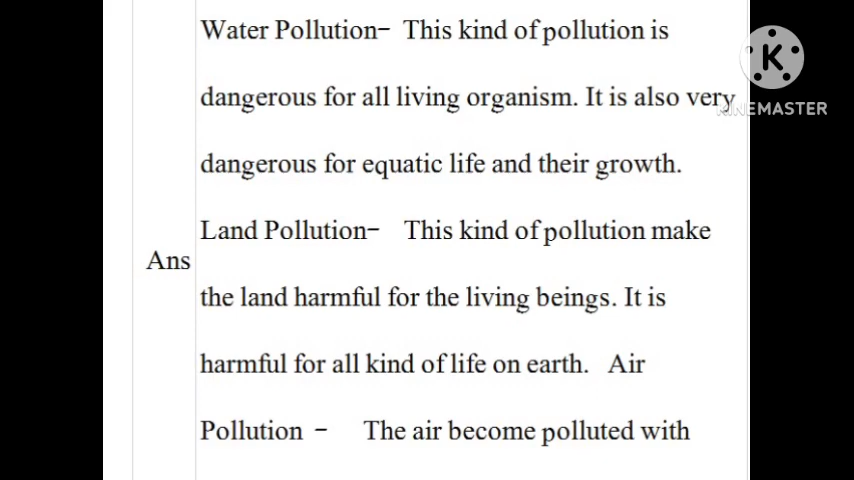 Water Pollution- This kind of pollution is
dangerous for all living organism. It is also very
dangerous for equatic life and their growth.
Land Pollution- This kind of pollution make
Ans
the land harmful for the living beings. It is
harmful for all kind of life on earth. Air
Pollution - The air become polluted with
K
KINEMASTER